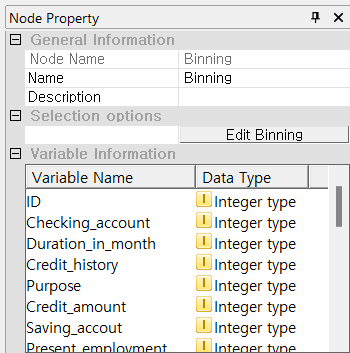 Node Property
General Information
Node Name Binning
Name Binning
Description
Selection options
Edit Binning
Variable Information
Variable Name Data Type
ID I Integer type
Checking_account I Integer type
Duration_in_month I Integer type
Credit_history I Integer type
Purpose I Integer type
Credit_amount I Integer type
Saving_accout I Integer type
Present_employment I Integer type